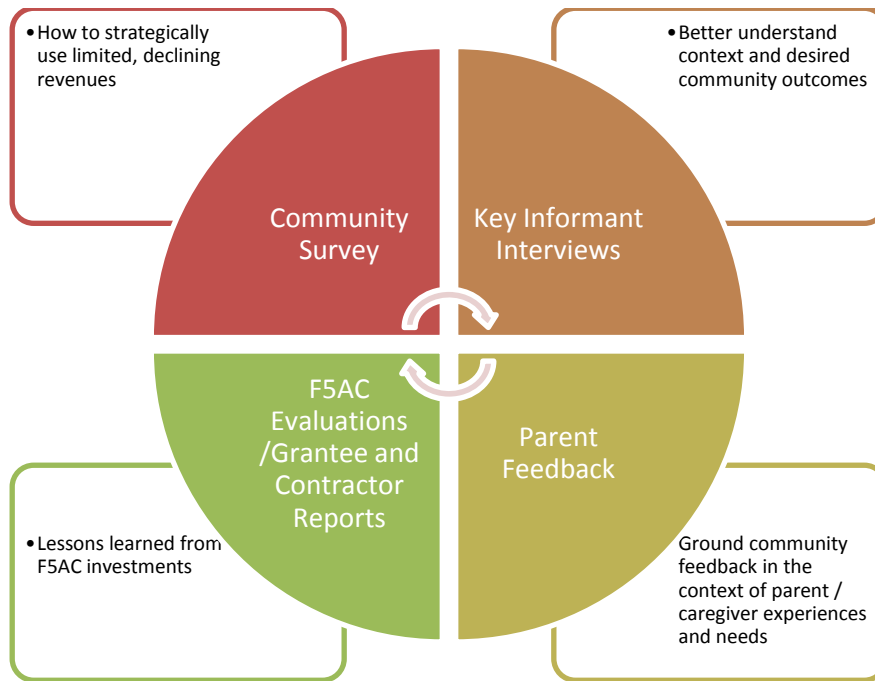 •How to strategically
use limited, declining
revenues
•Better understand
context and desired
community outcomes
Community
Survey
Key Informant
Interviews
F5AC
Evaluations
/Grantee and
Contractor
Reports
Parent
Feedback
•Lessons learned from
F5AC investments
Ground community
feedback in the
context of parent /
caregiver experiences
and needs